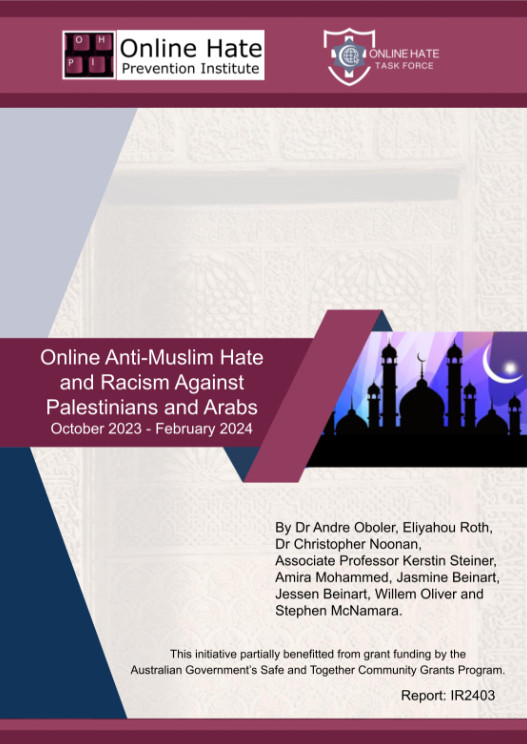 O H
P I
Online Hate
Prevention Institute
ONLINE HATE
TASK FORCE
Online Anti-Muslim Hate
and Racism Against
Palestinians and Arabs
October 2023 - February 2024
By Dr Andre Oboler, Eliyahou Roth,
Dr Christopher Noonan,
Associate Professor Kerstin Steiner,
Amira Mohammed, Jasmine Beinart,
Jessen Beinart, Willem Oliver and
Stephen McNamara.
This initiative partially benefitted from grant funding by the
Australian Government's Safe and Together Community Grants Program.
Report: IR2403